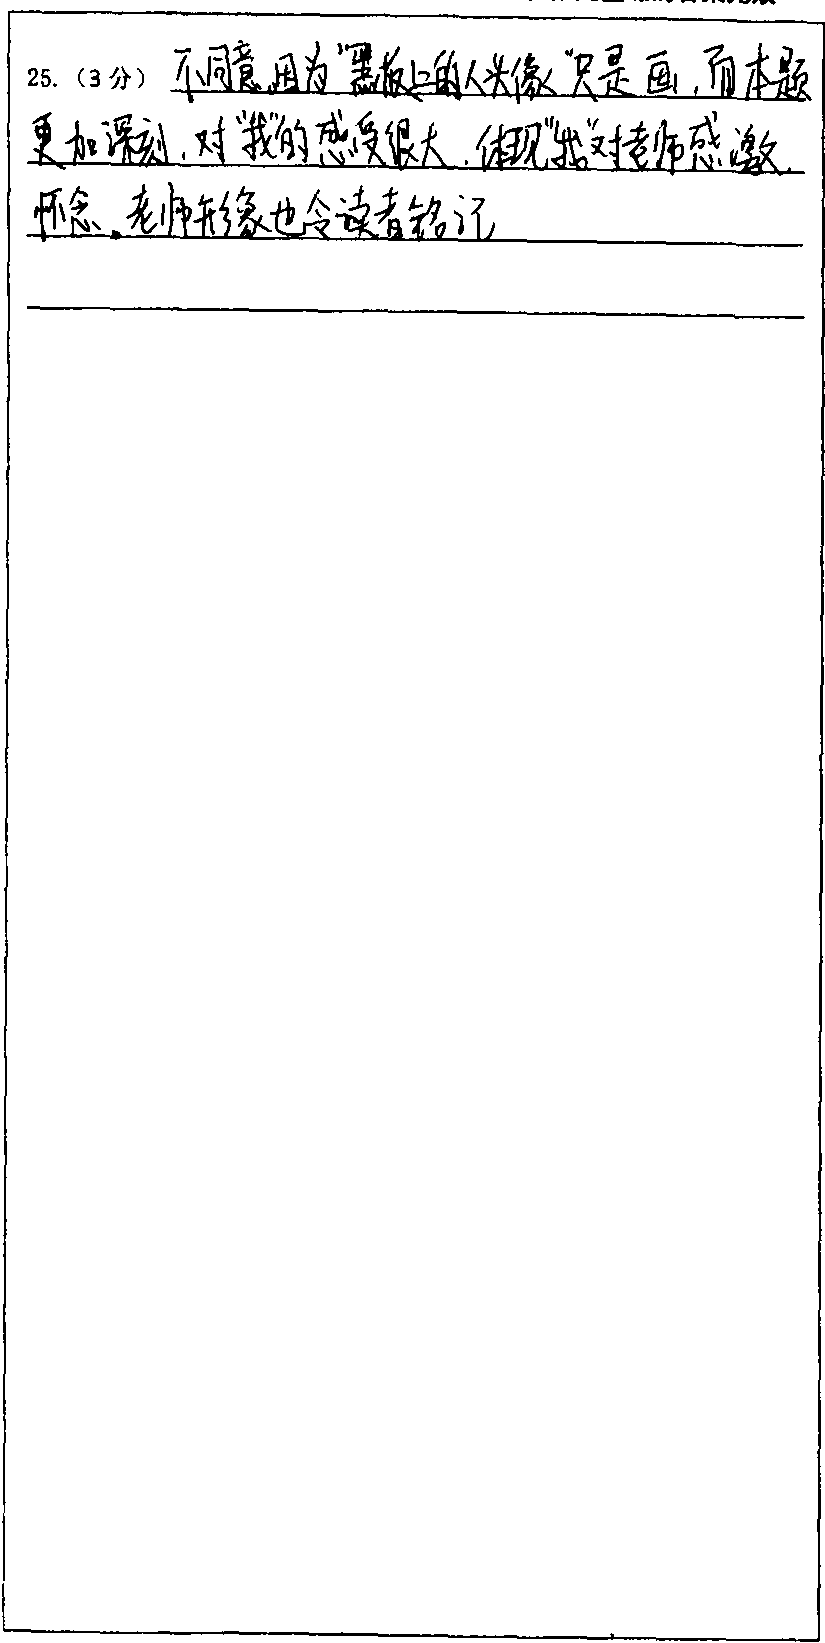 25.（3分） 不同意,因为"黑板上的人头像"只是画,而本题
更加深刻,对"我"的感受很大,体现"我"对老师感激,
怀念。老师形象也令读者铭记